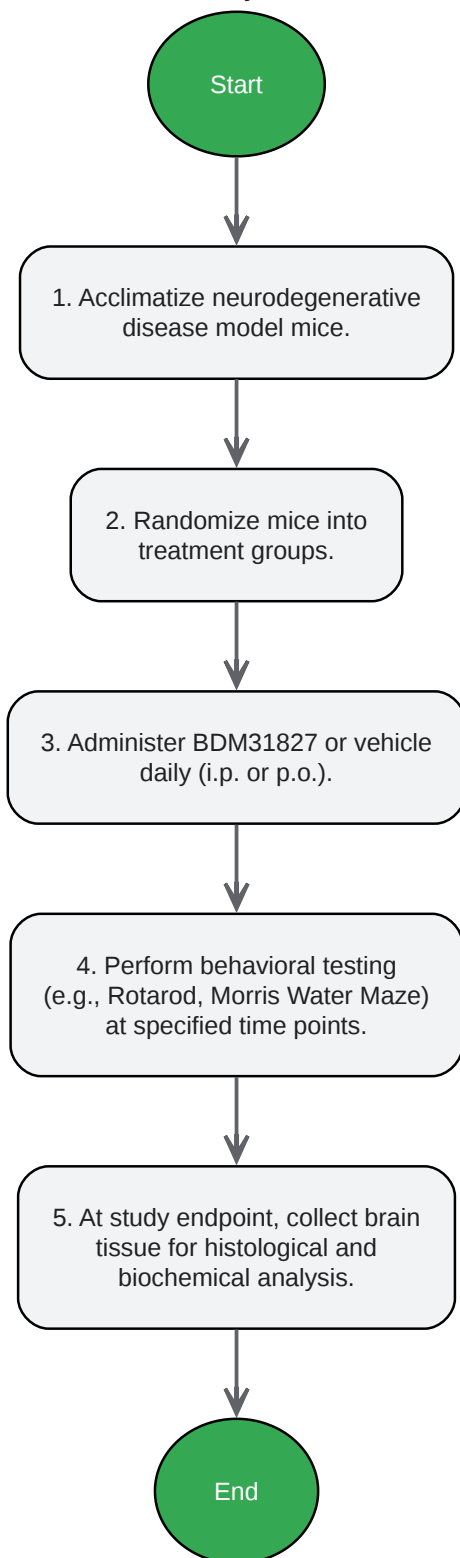 Start
1. Acclimatize neurodegenerative
disease model mice.
2. Randomize mice into
treatment groups.
3. Administer BDM31827 or vehicle
daily (i.p. or p.o.).
4. Perform behavioral testing
(e.g., Rotarod, Morris Water Maze)
at specified time points.
5. At study endpoint, collect brain
tissue for histological and
biochemical analysis.
End